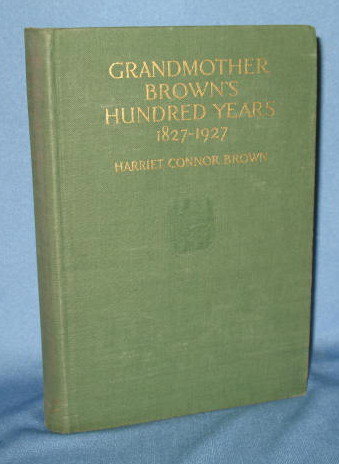 GRANDMOTHER
BROWN'S
HUNDRED YEARS
1827-1927
HARRIET CONNOR BROWN